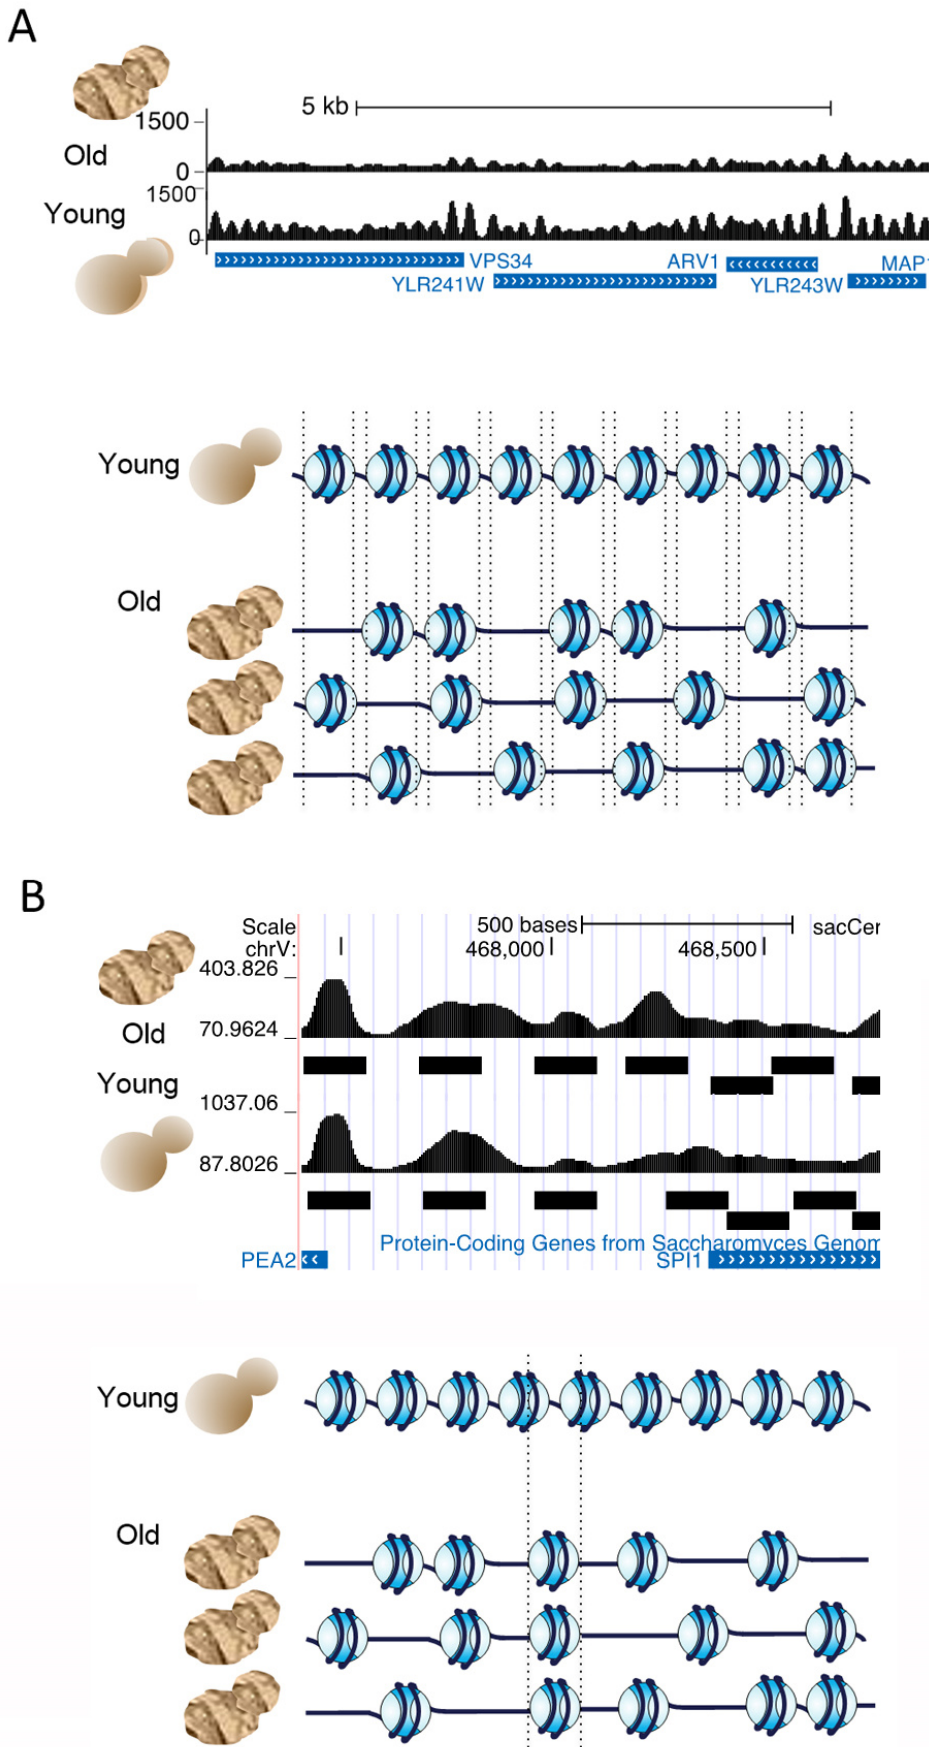 A
5 kb
1500
Old
0
1500
Young
0
VPS34
ARV1
MAP1
YLR241W
YLR243W
Young
Old
B
Scale
500 bases
sacCer
chrV:
468,000
468,500
403.826
Old
70.9624
Young
1037.06
87.8026
Protein-Coding Genes from Saccharomyces Genom
PEA2
SPI1
Young
Old